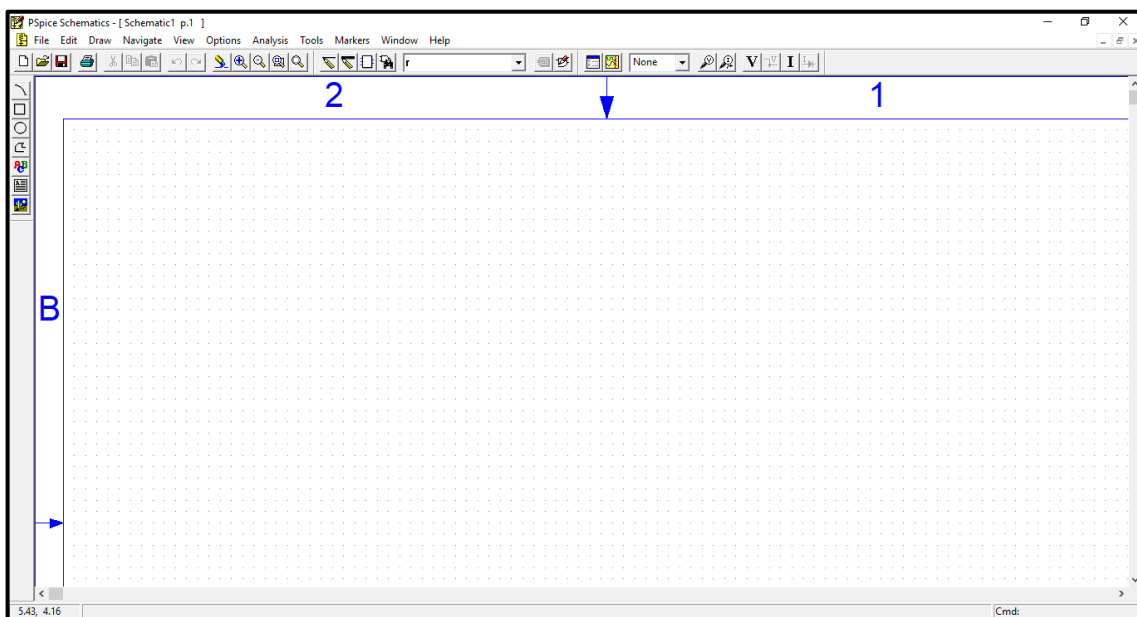 PSpice Schematics - [ Schematic1 p.1 ]
File Edit Draw Navigate View Options Analysis Tools Markers Window Help
r None V I
2 1
B
5.43, 4.16 Cmd: